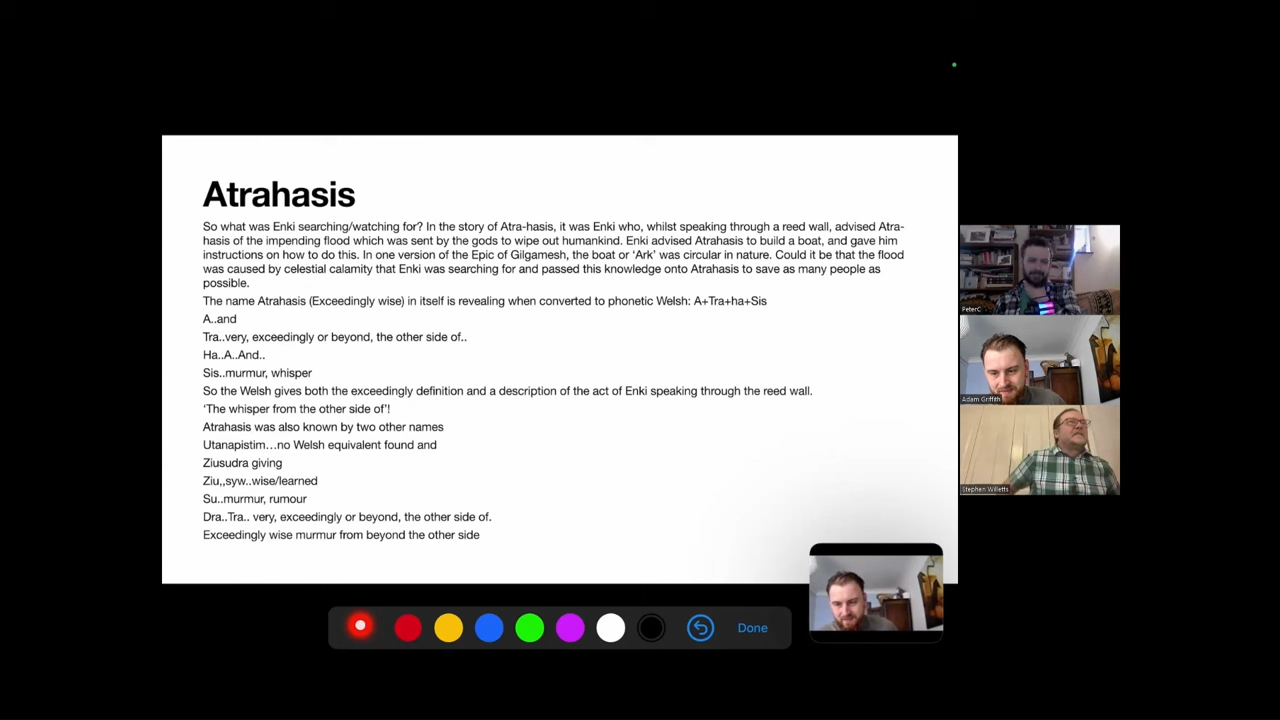 Atrahasis
So what was Enki searching/watching for? In the story of Atra-hasis, it was Enki who, whilst speaking through a reed wall, advised Atra-
hasis of the impending flood which was sent by the gods to wipe out humankind. Enki advised Atrahasis to build a boat, and gave him
instructions on how to do this. In one version of the Epic of Gilgamesh, the boat or ‘Ark’ was circular in nature. Could it be that the flood
was caused by celestial calamity that Enki was searching for and passed this knowledge onto Atrahasis to save as many people as
possible.
The name Atrahasis (Exceedingly wise) in itself is revealing when converted to phonetic Welsh: A+Tra+ha+Sis
A..and
Tra..very, exceedingly or beyond, the other side of..
Ha..A..And..
Sis..murmur, whisper
So the Welsh gives both the exceedingly definition and a description of the act of Enki speaking through the reed wall.
‘The whisper from the other side of’!
Atrahasis was also known by two other names
Utanapistim…no Welsh equivalent found and
Ziusudra giving
Ziu,,syw..wise/learned
Su..murmur, rumour
Dra..Tra.. very, exceedingly or beyond, the other side of.
Exceedingly wise murmur from beyond the other side
PeterC
Adam Griffith
Stephen Willetts
Done